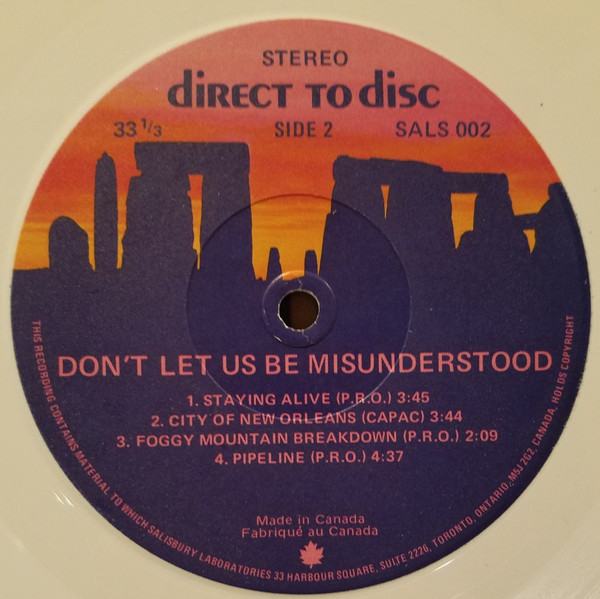 STEREO
dIRECT TO disc
33 1/3 SIDE 2 SALS 002
DON'T LET US BE MISUNDERSTOOD
1. STAYING ALIVE (P.R.O.) 3:45
2. CITY OF NEW ORLEANS (CAPAC) 3:44
3. FOGGY MOUNTAIN BREAKDOWN (P.R.O.) 2:09
4. PIPELINE (P.R.O.) 4:37
Made in Canada
Fabriqué au Canada
THIS RECORDING CONTAINS MATERIAL TO WHICH SALISBURY LABORATORIES 33 HARBOUR SQUARE, SUITE 2226, TORONTO, ONTARIO, M5J 2G2, CANADA, HOLDS COPYRIGHT